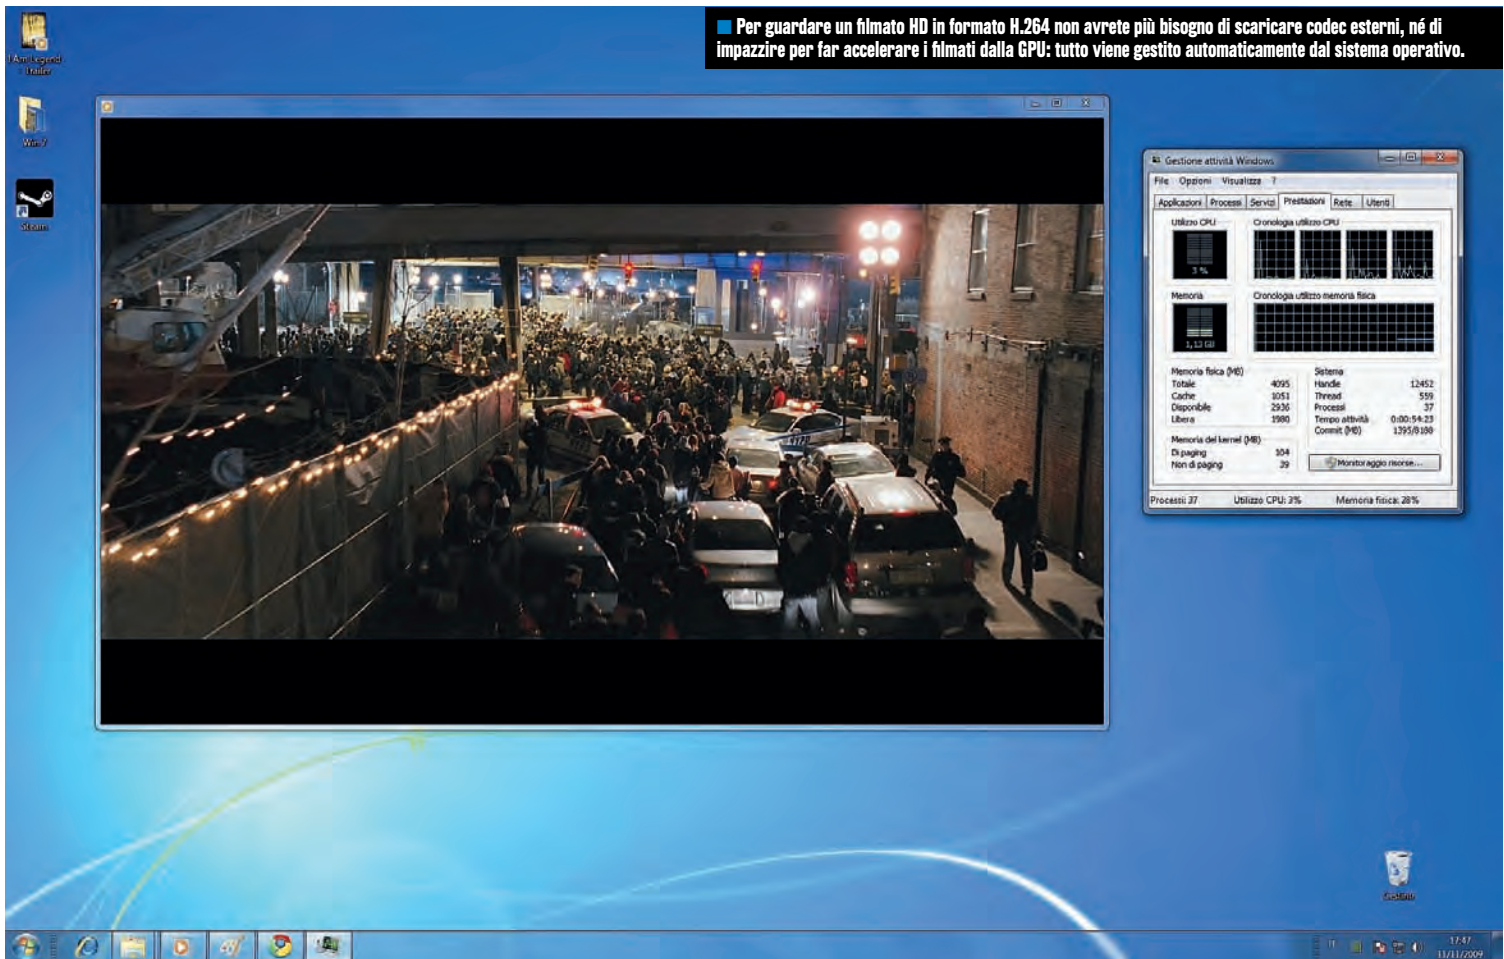 ■ Per guardare un filmato HD in formato H.264 non avrete più bisogno di scaricare codec esterni, né di
impazzire per far accelerare i filmati dalla GPU: tutto viene gestito automaticamente dal sistema operativo.
I Am Legend -
Trailer
Win 7
Steam
Gestione attività Windows
File Opzioni Visualizza ?
Applicazioni Processi Servizi Prestazioni Rete Utenti
Utilizzo CPU
Cronologia utilizzo CPU
3 %
Memoria
Cronologia utilizzo memoria fisica
1,13 GB
Memoria fisica (MB)
Totale 4095
Cache 1051
Disponibile 2936
Libera 1980
Memoria del kernel (MB)
Di paging 104
Non di paging 39
Sistema
Handle 12452
Thread 559
Processi 37
Tempo attività 0:00:54:23
Commit (MB) 1395/8188
Monitoraggio risorse...
Processi: 37 Utilizzo CPU: 3% Memoria fisica: 28%
NYPD
Cestino
IT
17:47
11/11/2009